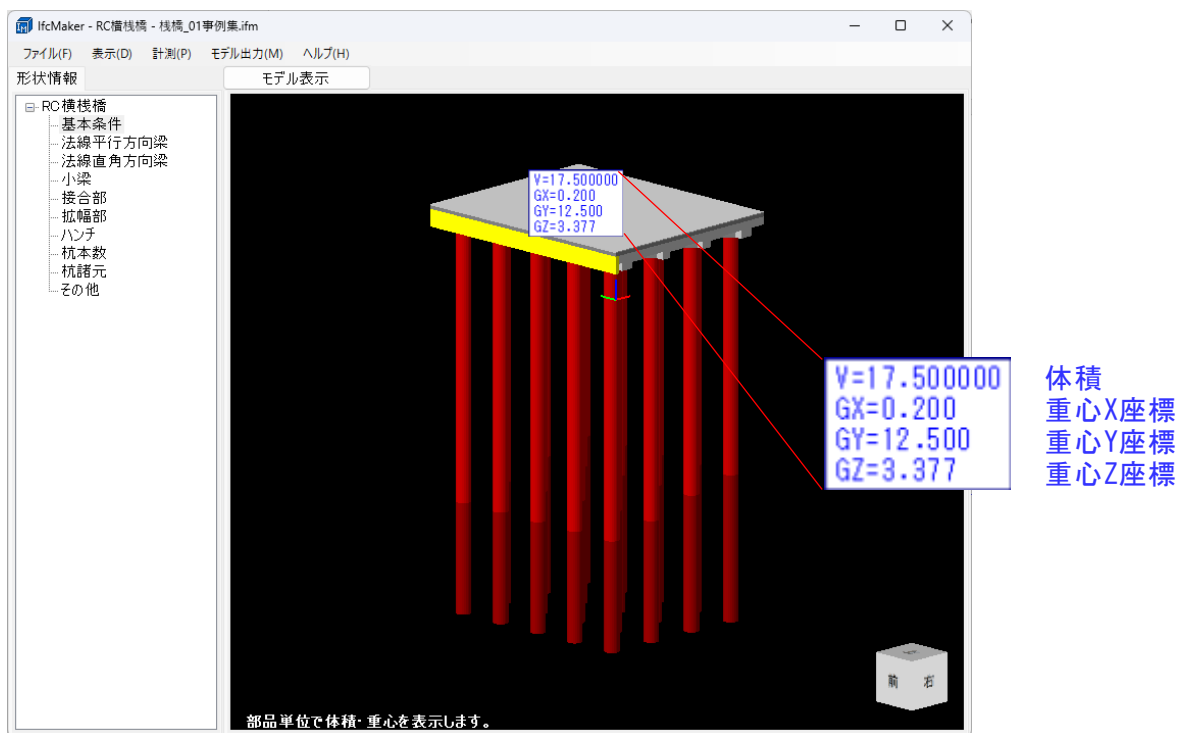 IfcMaker - RC横桟橋 - 桟橋_01事例集.ifm
ファイル(F) 表示(D) 計測(P) モデル出力(M) ヘルプ(H)
形状情報
モデル表示
RC横桟橋
基本条件
法線平行方向梁
法線直角方向梁
小梁
接合部
拡幅部
ハンチ
杭本数
杭諸元
その他
V=17.500000
GX=0.200
GY=12.500
GZ=3.377
V=17.500000 体積
GX=0.200 重心X座標
GY=12.500 重心Y座標
GZ=3.377 重心Z座標
前 右
部品単位で体積・重心を表示します。